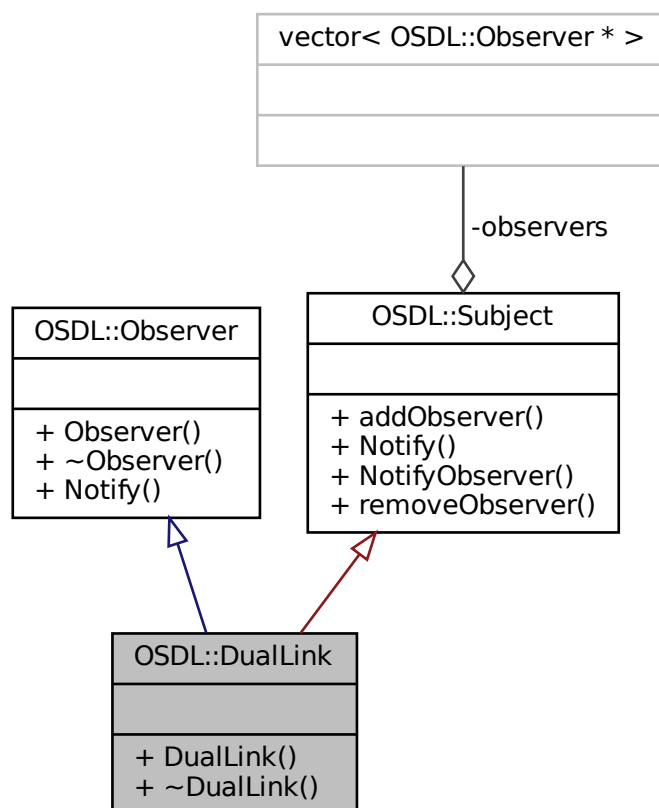 vector< OSDL::Observer * >
-observers
OSDL::Observer
+ Observer()
+ ~Observer()
+ Notify()
OSDL::Subject
+ addObserver()
+ Notify()
+ NotifyObserver()
+ removeObserver()
OSDL::DualLink
+ DualLink()
+ ~DualLink()